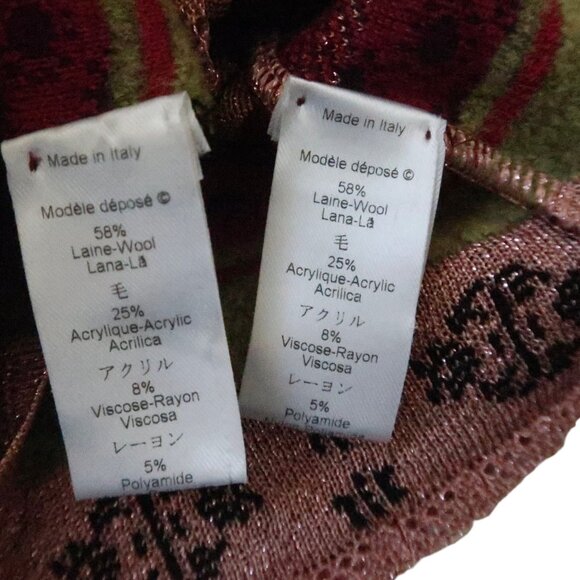 Made in Italy
Modèle déposé ©
58%
Laine-Wool
Lana-Lã
毛
25%
Acrylique-Acrylic
Acrilica
アクリル
8%
Viscose-Rayon
Viscosa
レーヨン
5%
Polyamide
Made in Italy
Modèle déposé ©
58%
Laine-Wool
Lana-Lã
毛
25%
Acrylique-Acrylic
Acrilica
アクリル
8%
Viscose-Rayon
Viscosa
レーヨン
5%
Polyamide